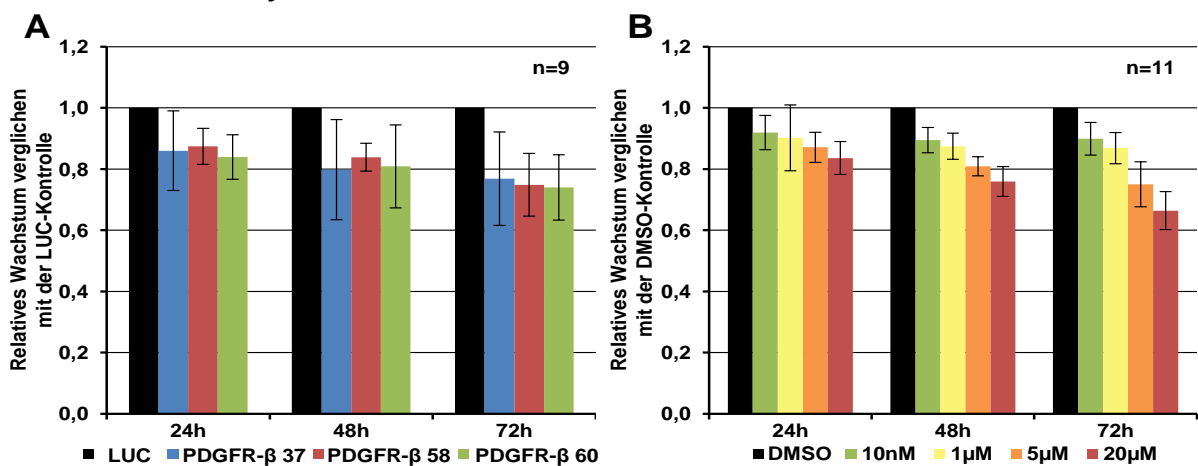 A
Relatives Wachstum verglichen
mit der LUC-Kontrolle
n=9
1,2
1,0
0,8
0,6
0,4
0,2
0,0
24h 48h 72h
LUC PDGFR-β 37 PDGFR-β 58 PDGFR-β 60
B
Relatives Wachstum verglichen
mit der DMSO-Kontrolle
n=11
1,2
1,0
0,8
0,6
0,4
0,2
0,0
24h 48h 72h
DMSO 10nM 1µM 5µM 20µM